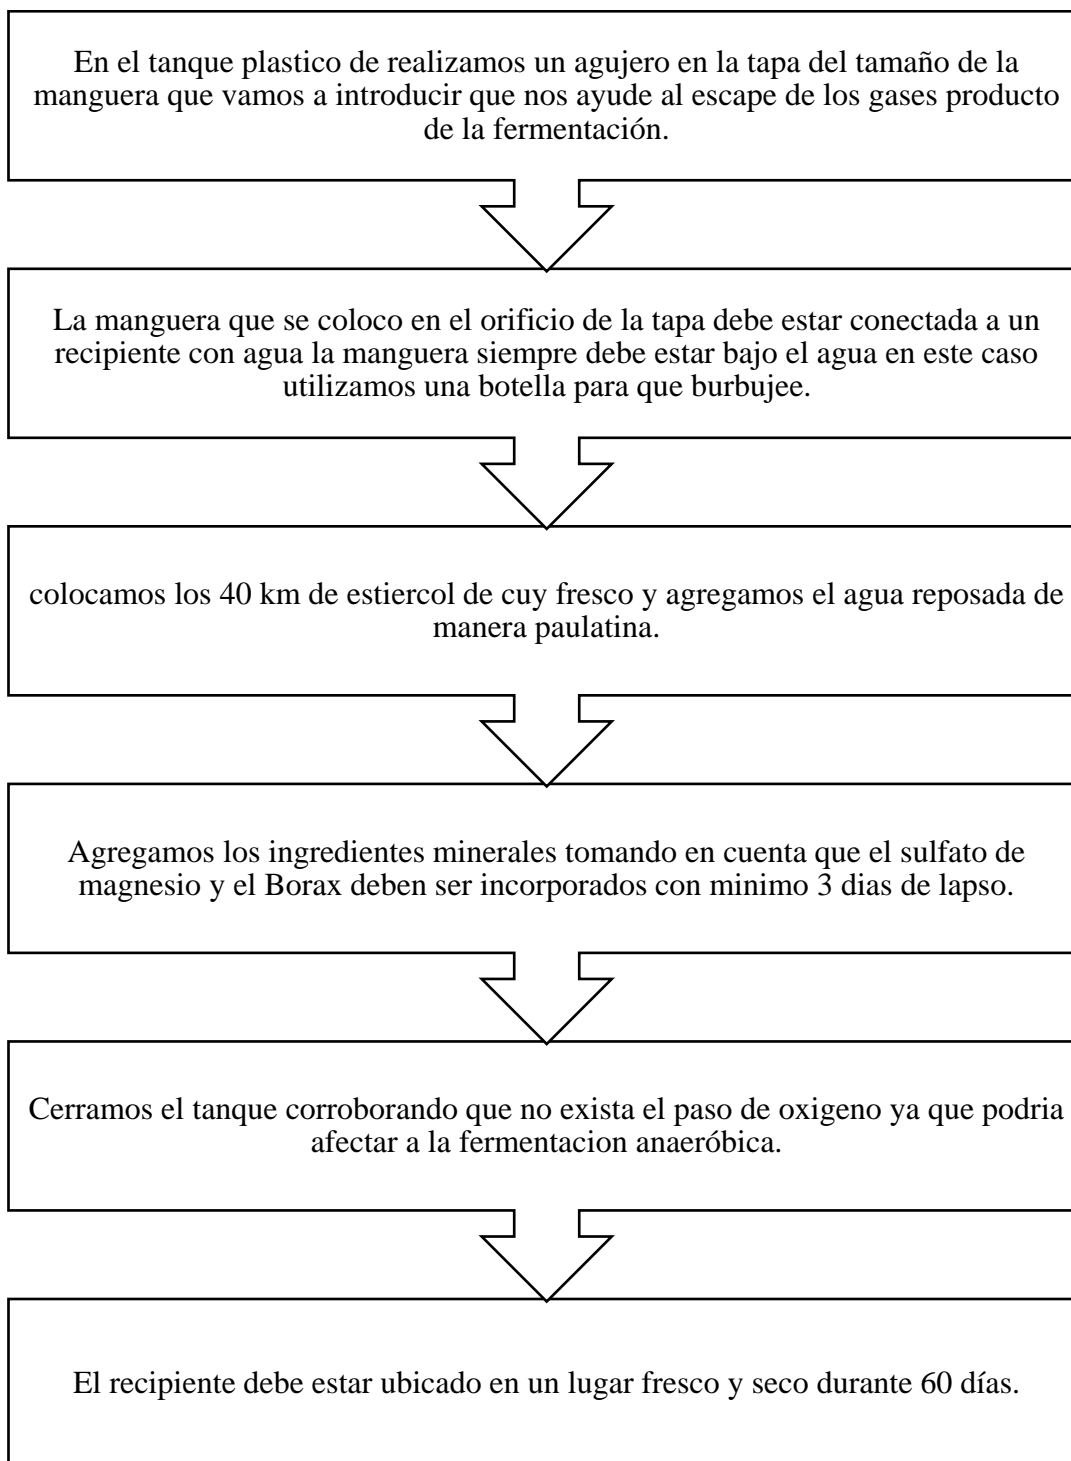 En el tanque plastico de realizamos un agujero en la tapa del tamaño de la
manguera que vamos a introducir que nos ayude al escape de los gases producto
de la fermentación.
La manguera que se coloco en el orificio de la tapa debe estar conectada a un
recipiente con agua la manguera siempre debe estar bajo el agua en este caso
utilizamos una botella para que burbujee.
colocamos los 40 km de estiercol de cuy fresco y agregamos el agua reposada de
manera paulatina.
Agregamos los ingredientes minerales tomando en cuenta que el sulfato de
magnesio y el Borax deben ser incorporados con minimo 3 dias de lapso.
Cerramos el tanque corroborando que no exista el paso de oxigeno ya que podria
afectar a la fermentacion anaeróbica.
El recipiente debe estar ubicado en un lugar fresco y seco durante 60 días.